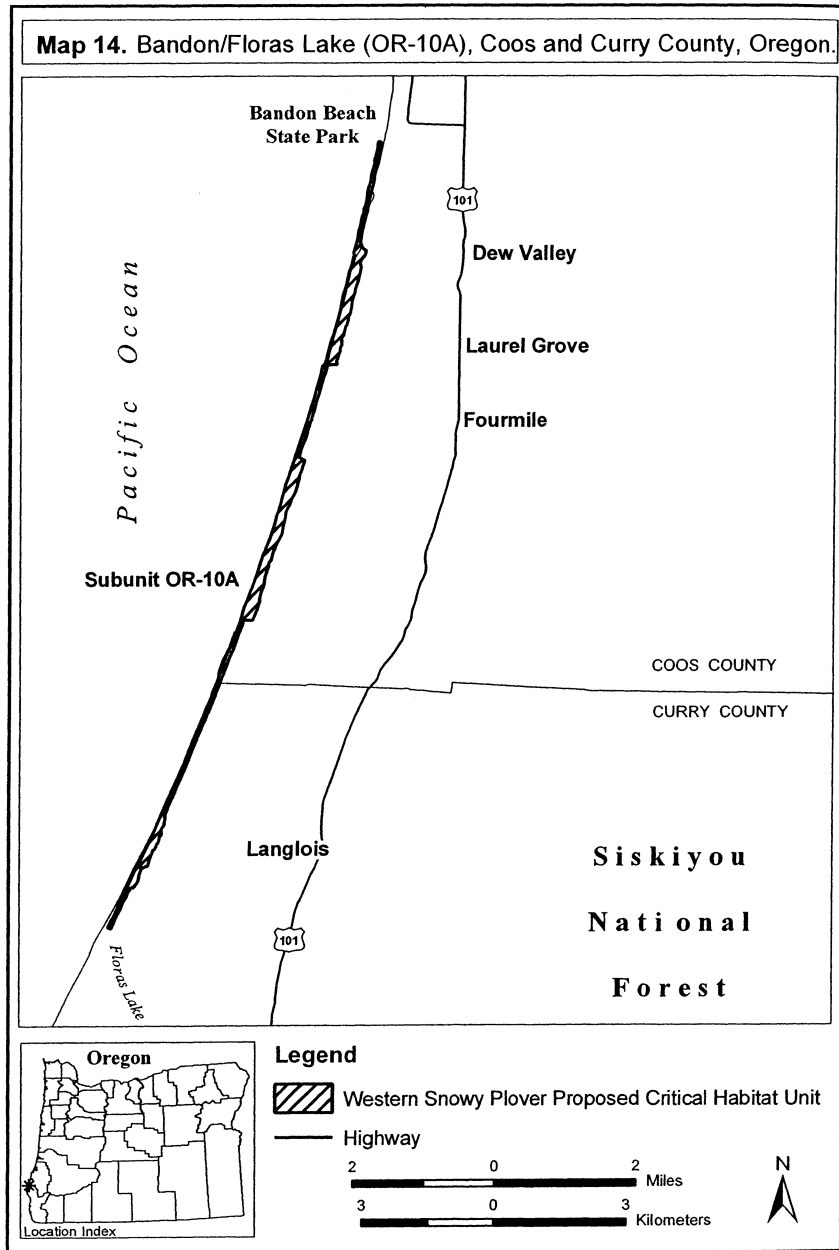 Map 14. Bandon/Floras Lake (OR-10A), Coos and Curry County, Oregon.
Bandon Beach
State Park
101
Dew Valley
Laurel Grove
Fourmile
Pacific Ocean
Subunit OR-10A
COOS COUNTY
CURRY COUNTY
Langlois
Siskiyou
National
Forest
101
Floras Lake
Oregon
Location Index
Legend
Western Snowy Plover Proposed Critical Habitat Unit
Highway
2 0 2 Miles
3 0 3 Kilometers
N